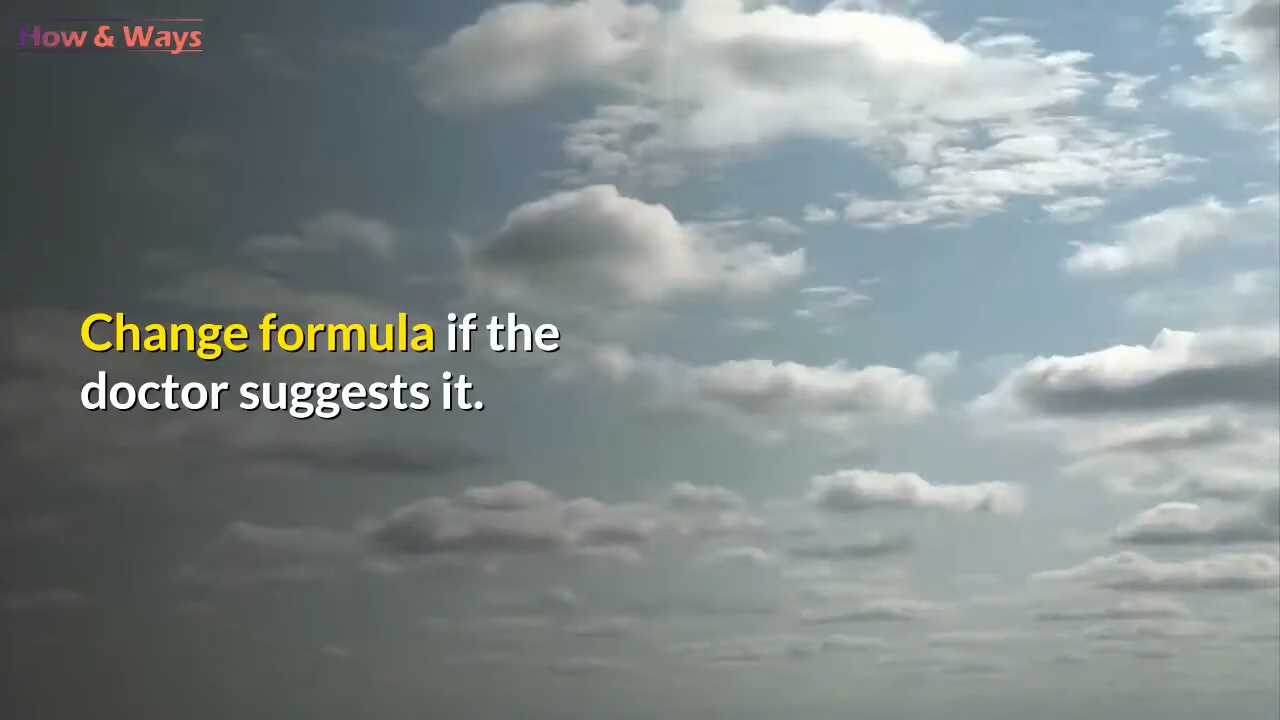 How & Ways
Change formula if the
doctor suggests it.